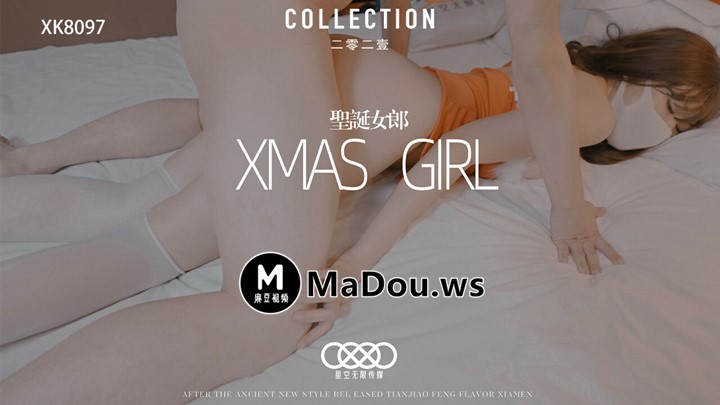 COLLECTION
XK8097
二零二壹
聖誕女郎
XMAS GIRL
M
麻豆视频
MaDou.ws
星空无限传媒
AFTER THE ANCIENT NEW STYLE REL EASED TIANJIAO FENG FLAVOR XIAMEN